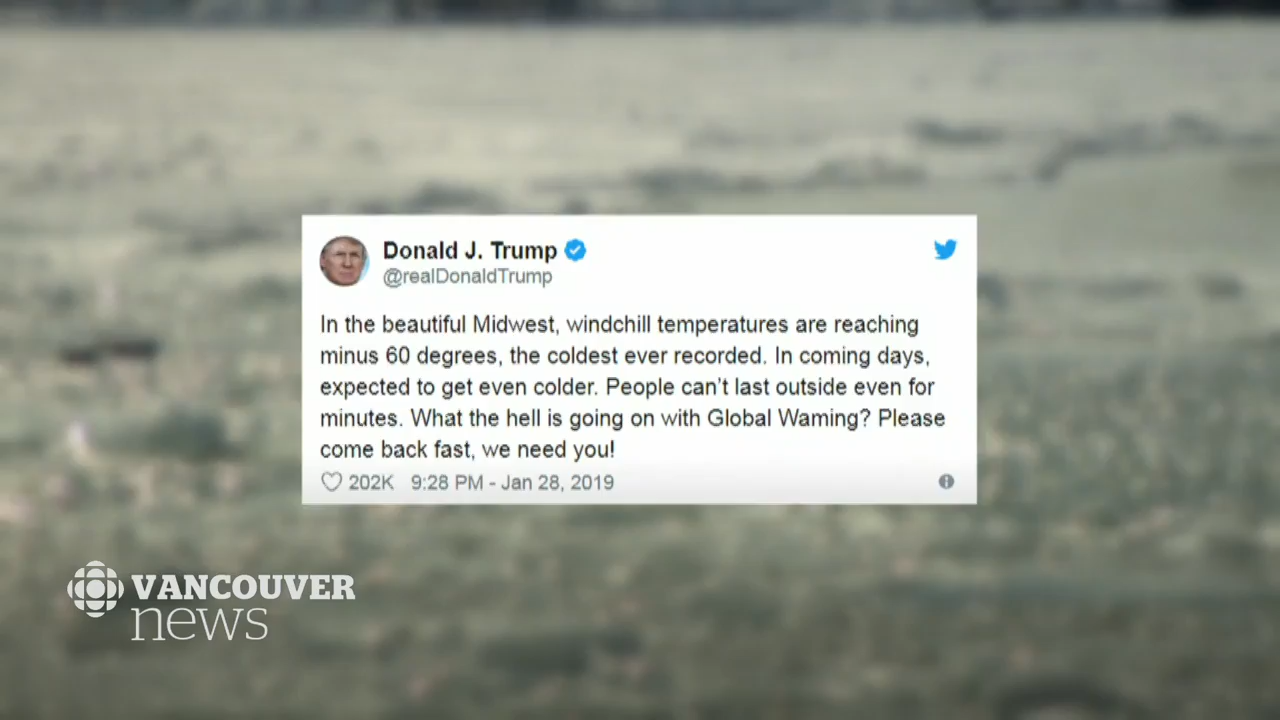 Donald J. Trump
@realDonaldTrump
In the beautiful Midwest, windchill temperatures are reaching
minus 60 degrees, the coldest ever recorded. In coming days,
expected to get even colder. People can’t last outside even for
minutes. What the hell is going on with Global Waming? Please
come back fast, we need you!
202K 9:28 PM - Jan 28, 2019
VANCOUVER
news